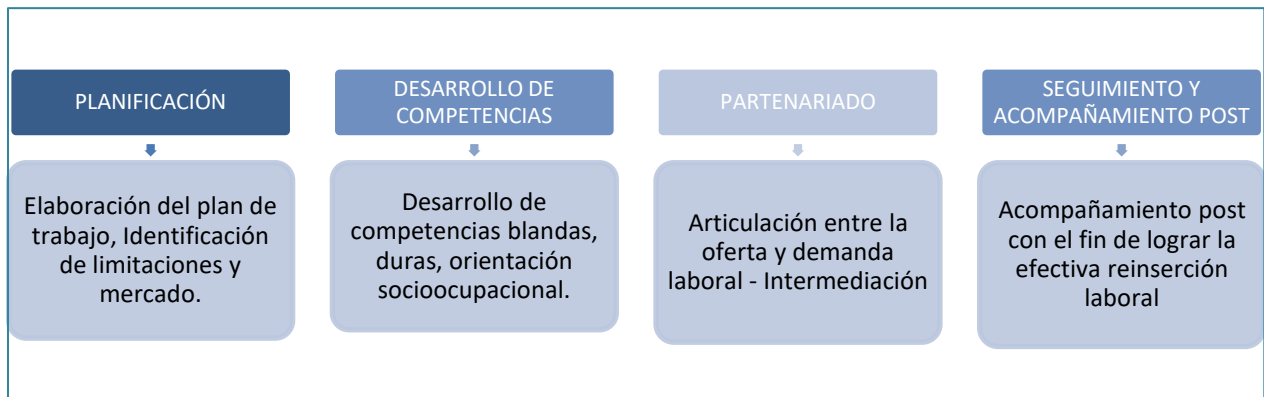 PLANIFICACIÓN
Elaboración del plan de
trabajo, Identificación
de limitaciones y
mercado.
DESARROLLO DE
COMPETENCIAS
Desarrollo de
competencias blandas,
duras, orientación
socioocupacional.
PARTENARIADO
Articulación entre la
oferta y demanda
laboral - Intermediación
SEGUIMIENTO Y
ACOMPAÑAMIENTO POST
Acompañamiento post
con el fin de lograr la
efectiva reinserción
laboral